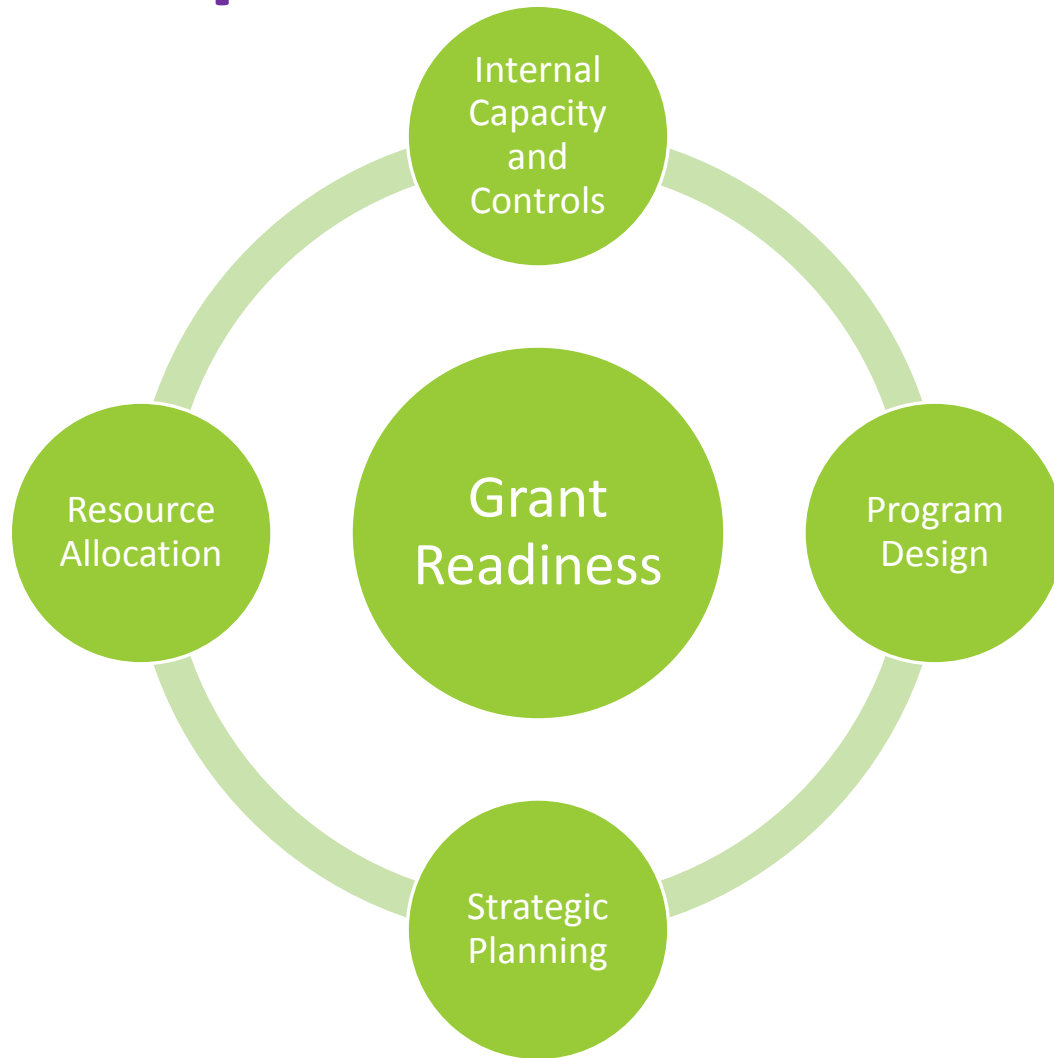 Internal
Capacity
and
Controls
Grant
Readiness
Resource
Allocation
Program
Design
Strategic
Planning